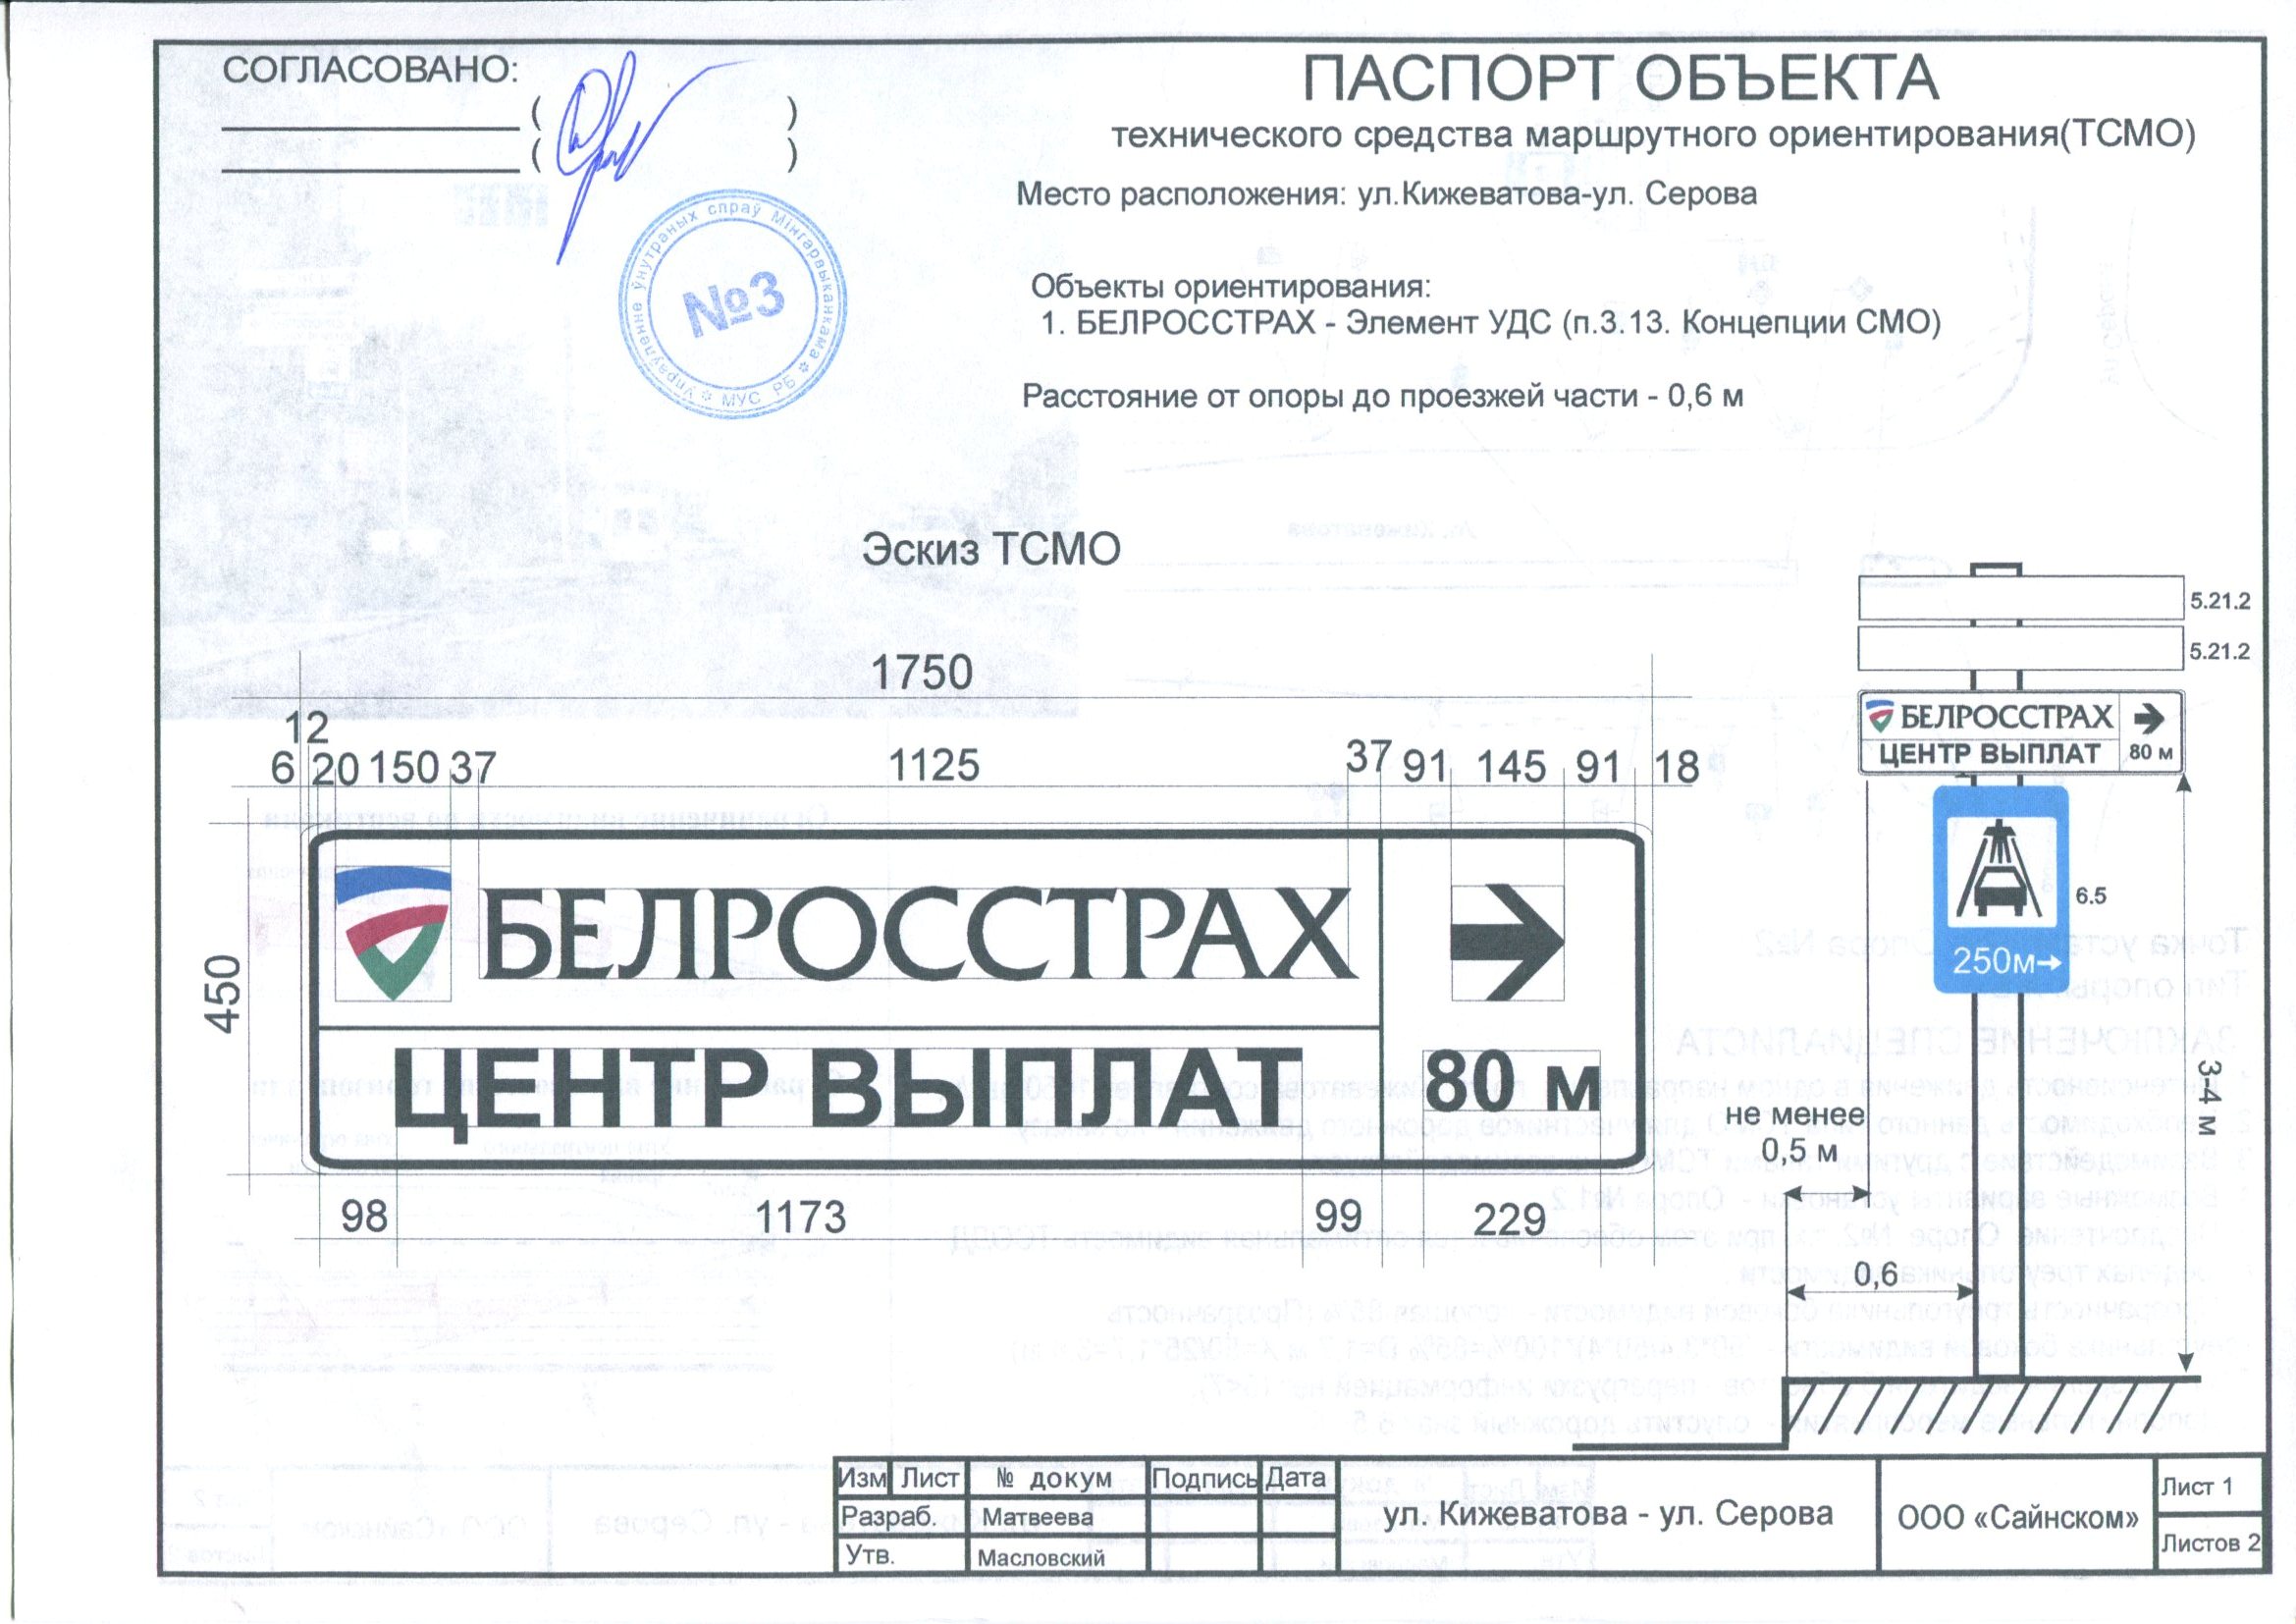 СОГЛАСОВАНО:
( )
( )
Упраўленне ўнутраных спраў Мінгарвыканкама
МУС РБ
№3
ПАСПОРТ ОБЪЕКТА
технического средства маршрутного ориентирования(ТСМО)
Место расположения: ул.Кижеватова-ул. Серова
Объекты ориентирования:
1. БЕЛРОССТРАХ - Элемент УДС (п.3.13. Концепции СМО)
Расстояние от опоры до проезжей части - 0,6 м
Эскиз ТСМО
1750
12
6 20 150 37 1125 37 91 145 91 18
450
БЕЛРОССТРАХ
ЦЕНТР ВЫПЛАТ
80 м
98 1173 99 229
5.21.2
5.21.2
БЕЛРОССТРАХ
ЦЕНТР ВЫПЛАТ
80 м
250м
6.5
3-4 м
не менее
0,5 м
0,6
Изм Лист № докум Подпись Дата
Разраб. Матвеева
Утв. Масловский
ул. Кижеватова - ул. Серова
ООО «Сайнском»
Лист 1
Листов 2